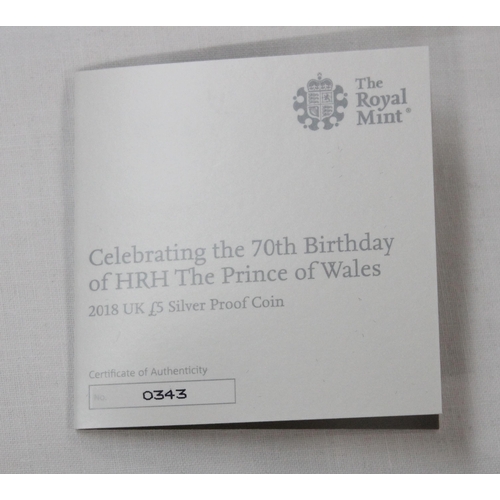 The
Royal
Mint®
Celebrating the 70th Birthday
of HRH The Prince of Wales
2018 UK £5 Silver Proof Coin
Certificate of Authenticity
No. 0343